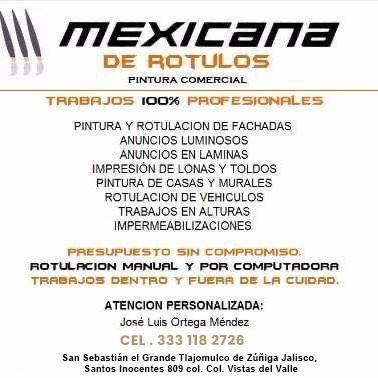 MEXICANA
DE ROTULOS
PINTURA COMERCIAL
TRABAJOS 100% PROFESIONALES
PINTURA Y ROTULACION DE FACHADAS
ANUNCIOS LUMINOSOS
ANUNCIOS EN LAMINAS
IMPRESIÓN DE LONAS Y TOLDOS
PINTURA DE CASAS Y MURALES
ROTULACION DE VEHICULOS
TRABAJOS EN ALTURAS
IMPERMEABILIZACIONES
PRESUPUESTO SIN COMPROMISO.
ROTULACION MANUAL Y POR COMPUTADORA
TRABAJOS DENTRO Y FUERA DE LA CUIDAD.
ATENCION PERSONALIZADA:
José Luis Ortega Méndez
CEL . 333 118 2726
San Sebastián el Grande Tlajomulco de Zúñiga Jalisco,
Santos Inocentes 809 col. Col. Vistas del Valle